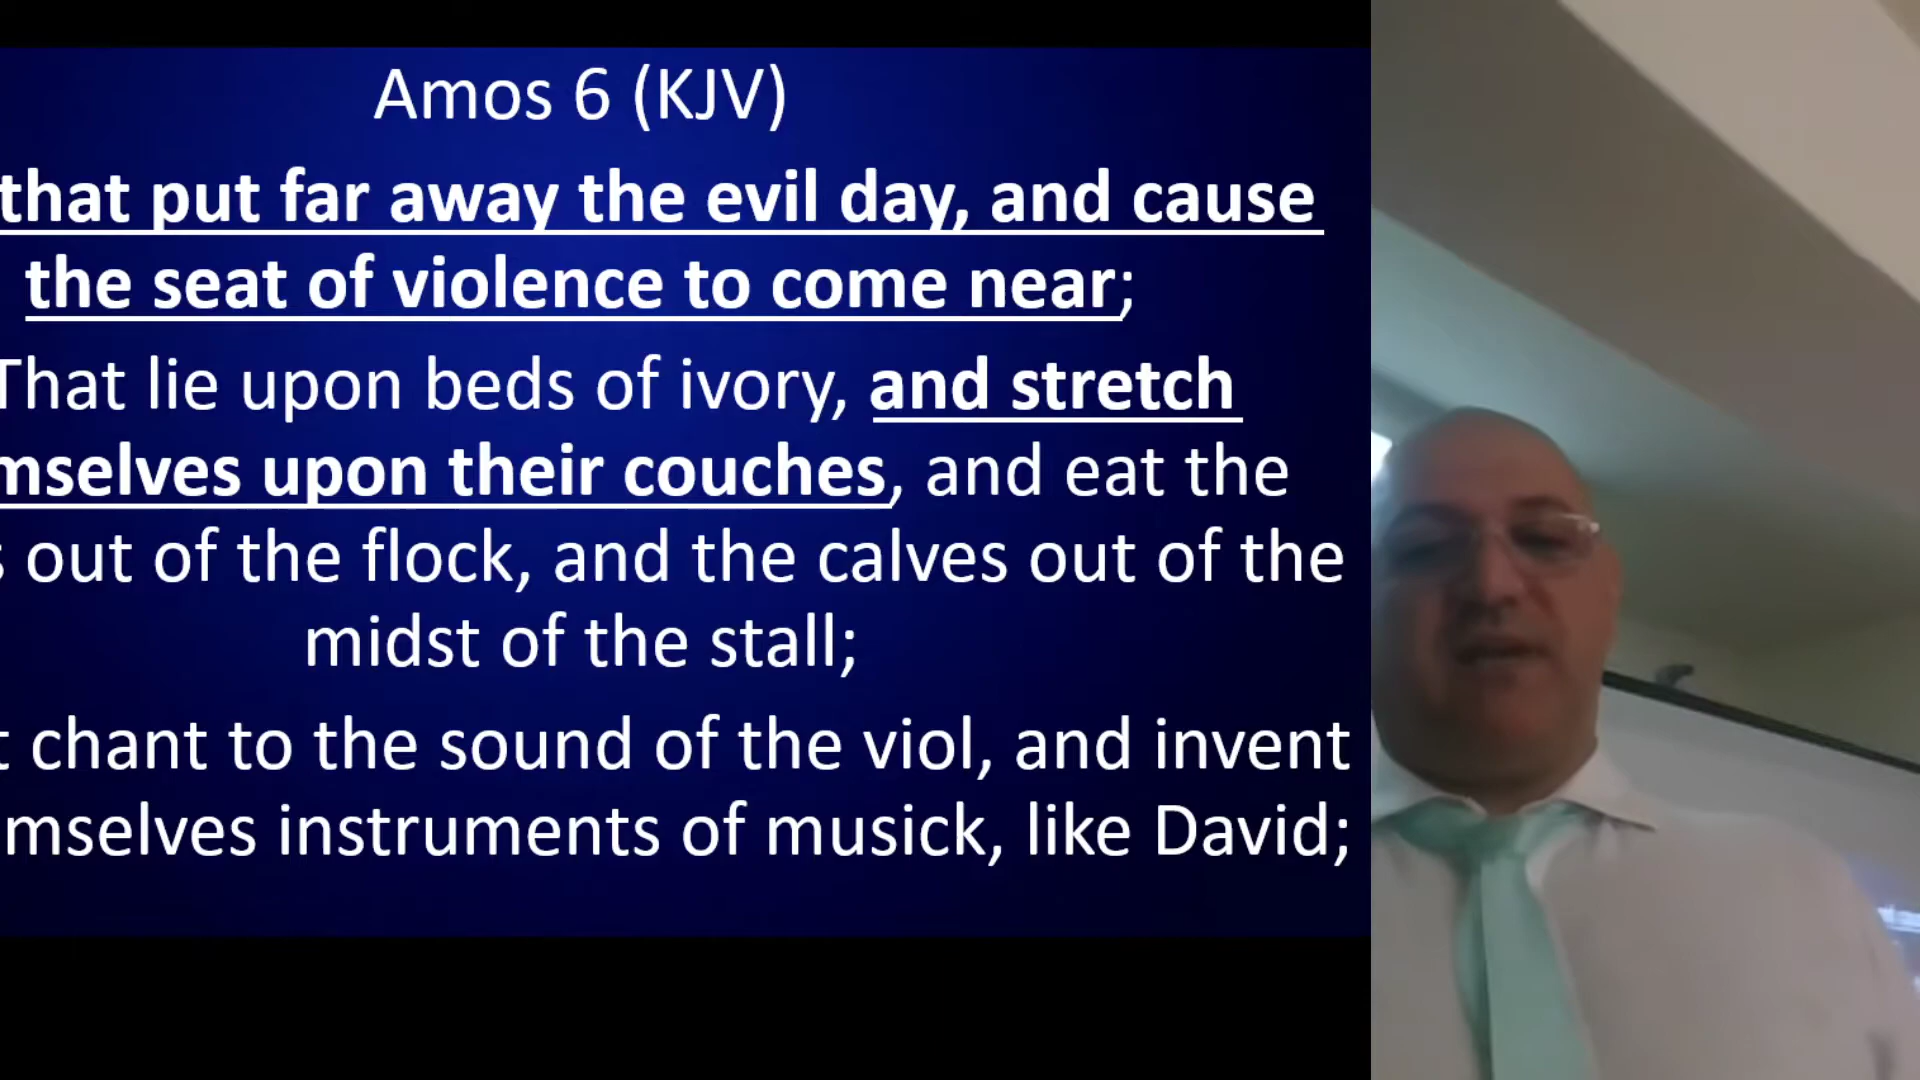 Amos 6 (KJV)
that put far away the evil day, and cause
the seat of violence to come near;
That lie upon beds of ivory, and stretch
mselves upon their couches, and eat the
s out of the flock, and the calves out of the
midst of the stall;
t chant to the sound of the viol, and invent
mselves instruments of musick, like David;